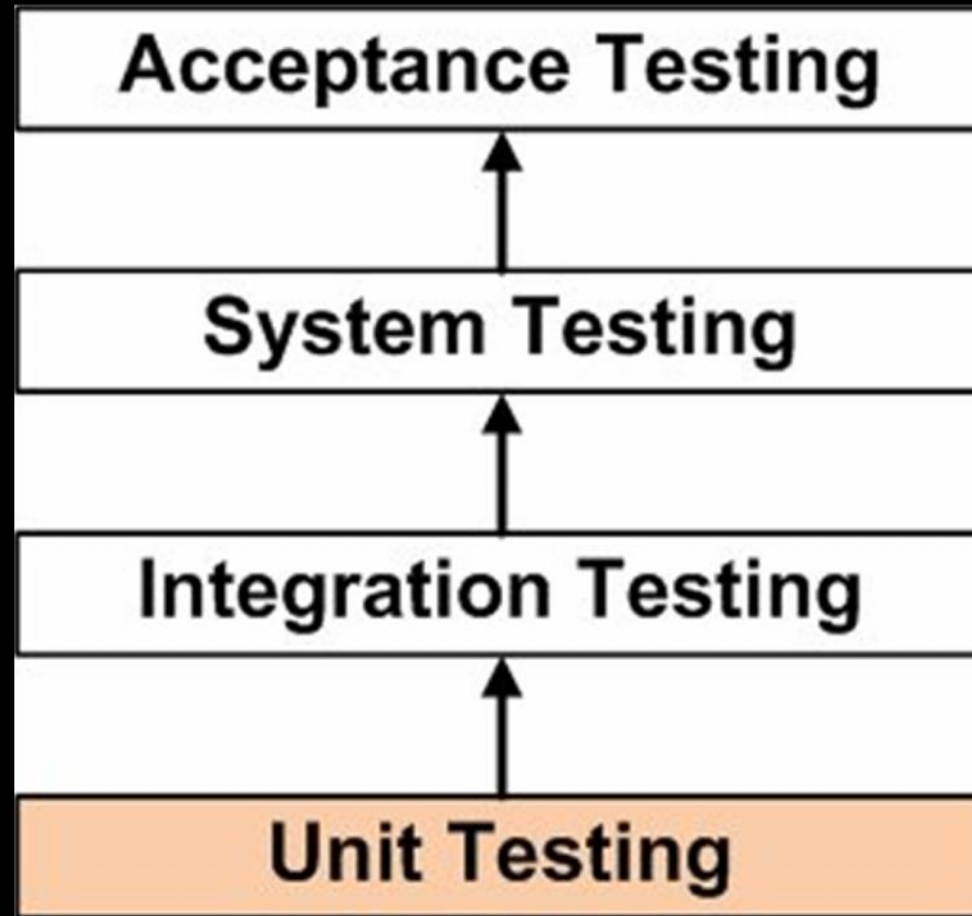 Acceptance Testing
System Testing
Integration Testing
Unit Testing